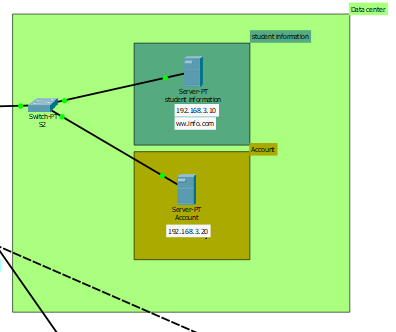 Data center
student information
Server-PT
student information
192.168.3.10
ww.info.com
Switch-PT
S2
Account
Server-PT
Account
192.168.3.20